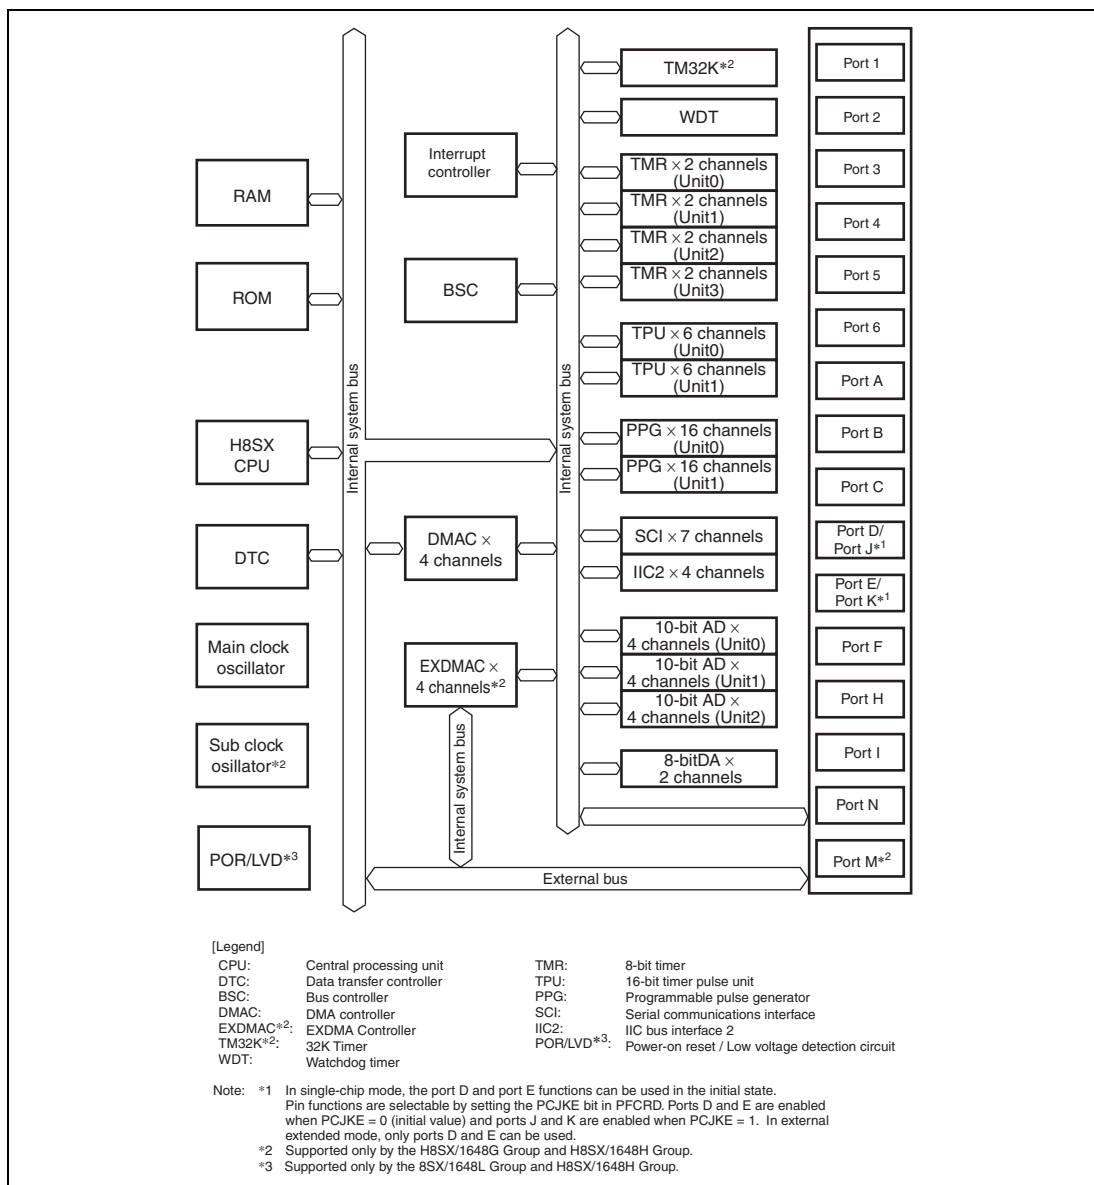 RAM
ROM
H8SX
CPU
DTC
Main clock
oscillator
Sub clock
osillator*2
POR/LVD*3
Internal system bus
Interrupt
controller
BSC
DMAC ×
4 channels
EXDMAC ×
4 channels*2
Internal system bus
Internal system bus
External bus
TM32K*2
WDT
TMR × 2 channels
(Unit0)
TMR × 2 channels
(Unit1)
TMR × 2 channels
(Unit2)
TMR × 2 channels
(Unit3)
TPU × 6 channels
(Unit0)
TPU × 6 channels
(Unit1)
PPG × 16 channels
(Unit0)
PPG × 16 channels
(Unit1)
SCI × 7 channels
IIC2 × 4 channels
10-bit AD ×
4 channels (Unit0)
10-bit AD ×
4 channels (Unit1)
10-bit AD ×
4 channels (Unit2)
8-bitDA ×
2 channels
Port 1
Port 2
Port 3
Port 4
Port 5
Port 6
Port A
Port B
Port C
Port D/
Port J*1
Port E/
Port K*1
Port F
Port H
Port I
Port N
Port M*2
[Legend]
CPU: Central processing unit
DTC: Data transfer controller
BSC: Bus controller
DMAC: DMA controller
EXDMAC*2: EXDMA Controller
TM32K*2: 32K Timer
WDT: Watchdog timer
TMR: 8-bit timer
TPU: 16-bit timer pulse unit
PPG: Programmable pulse generator
SCI: Serial communications interface
IIC2: IIC bus interface 2
POR/LVD*3: Power-on reset / Low voltage detection circuit
Note: *1 In single-chip mode, the port D and port E functions can be used in the initial state.
Pin functions are selectable by setting the PCJKE bit in PFCRD. Ports D and E are enabled
when PCJKE = 0 (initial value) and ports J and K are enabled when PCJKE = 1. In external
extended mode, only ports D and E can be used.
*2 Supported only by the H8SX/1648G Group and H8SX/1648H Group.
*3 Supported only by the 8SX/1648L Group and H8SX/1648H Group.